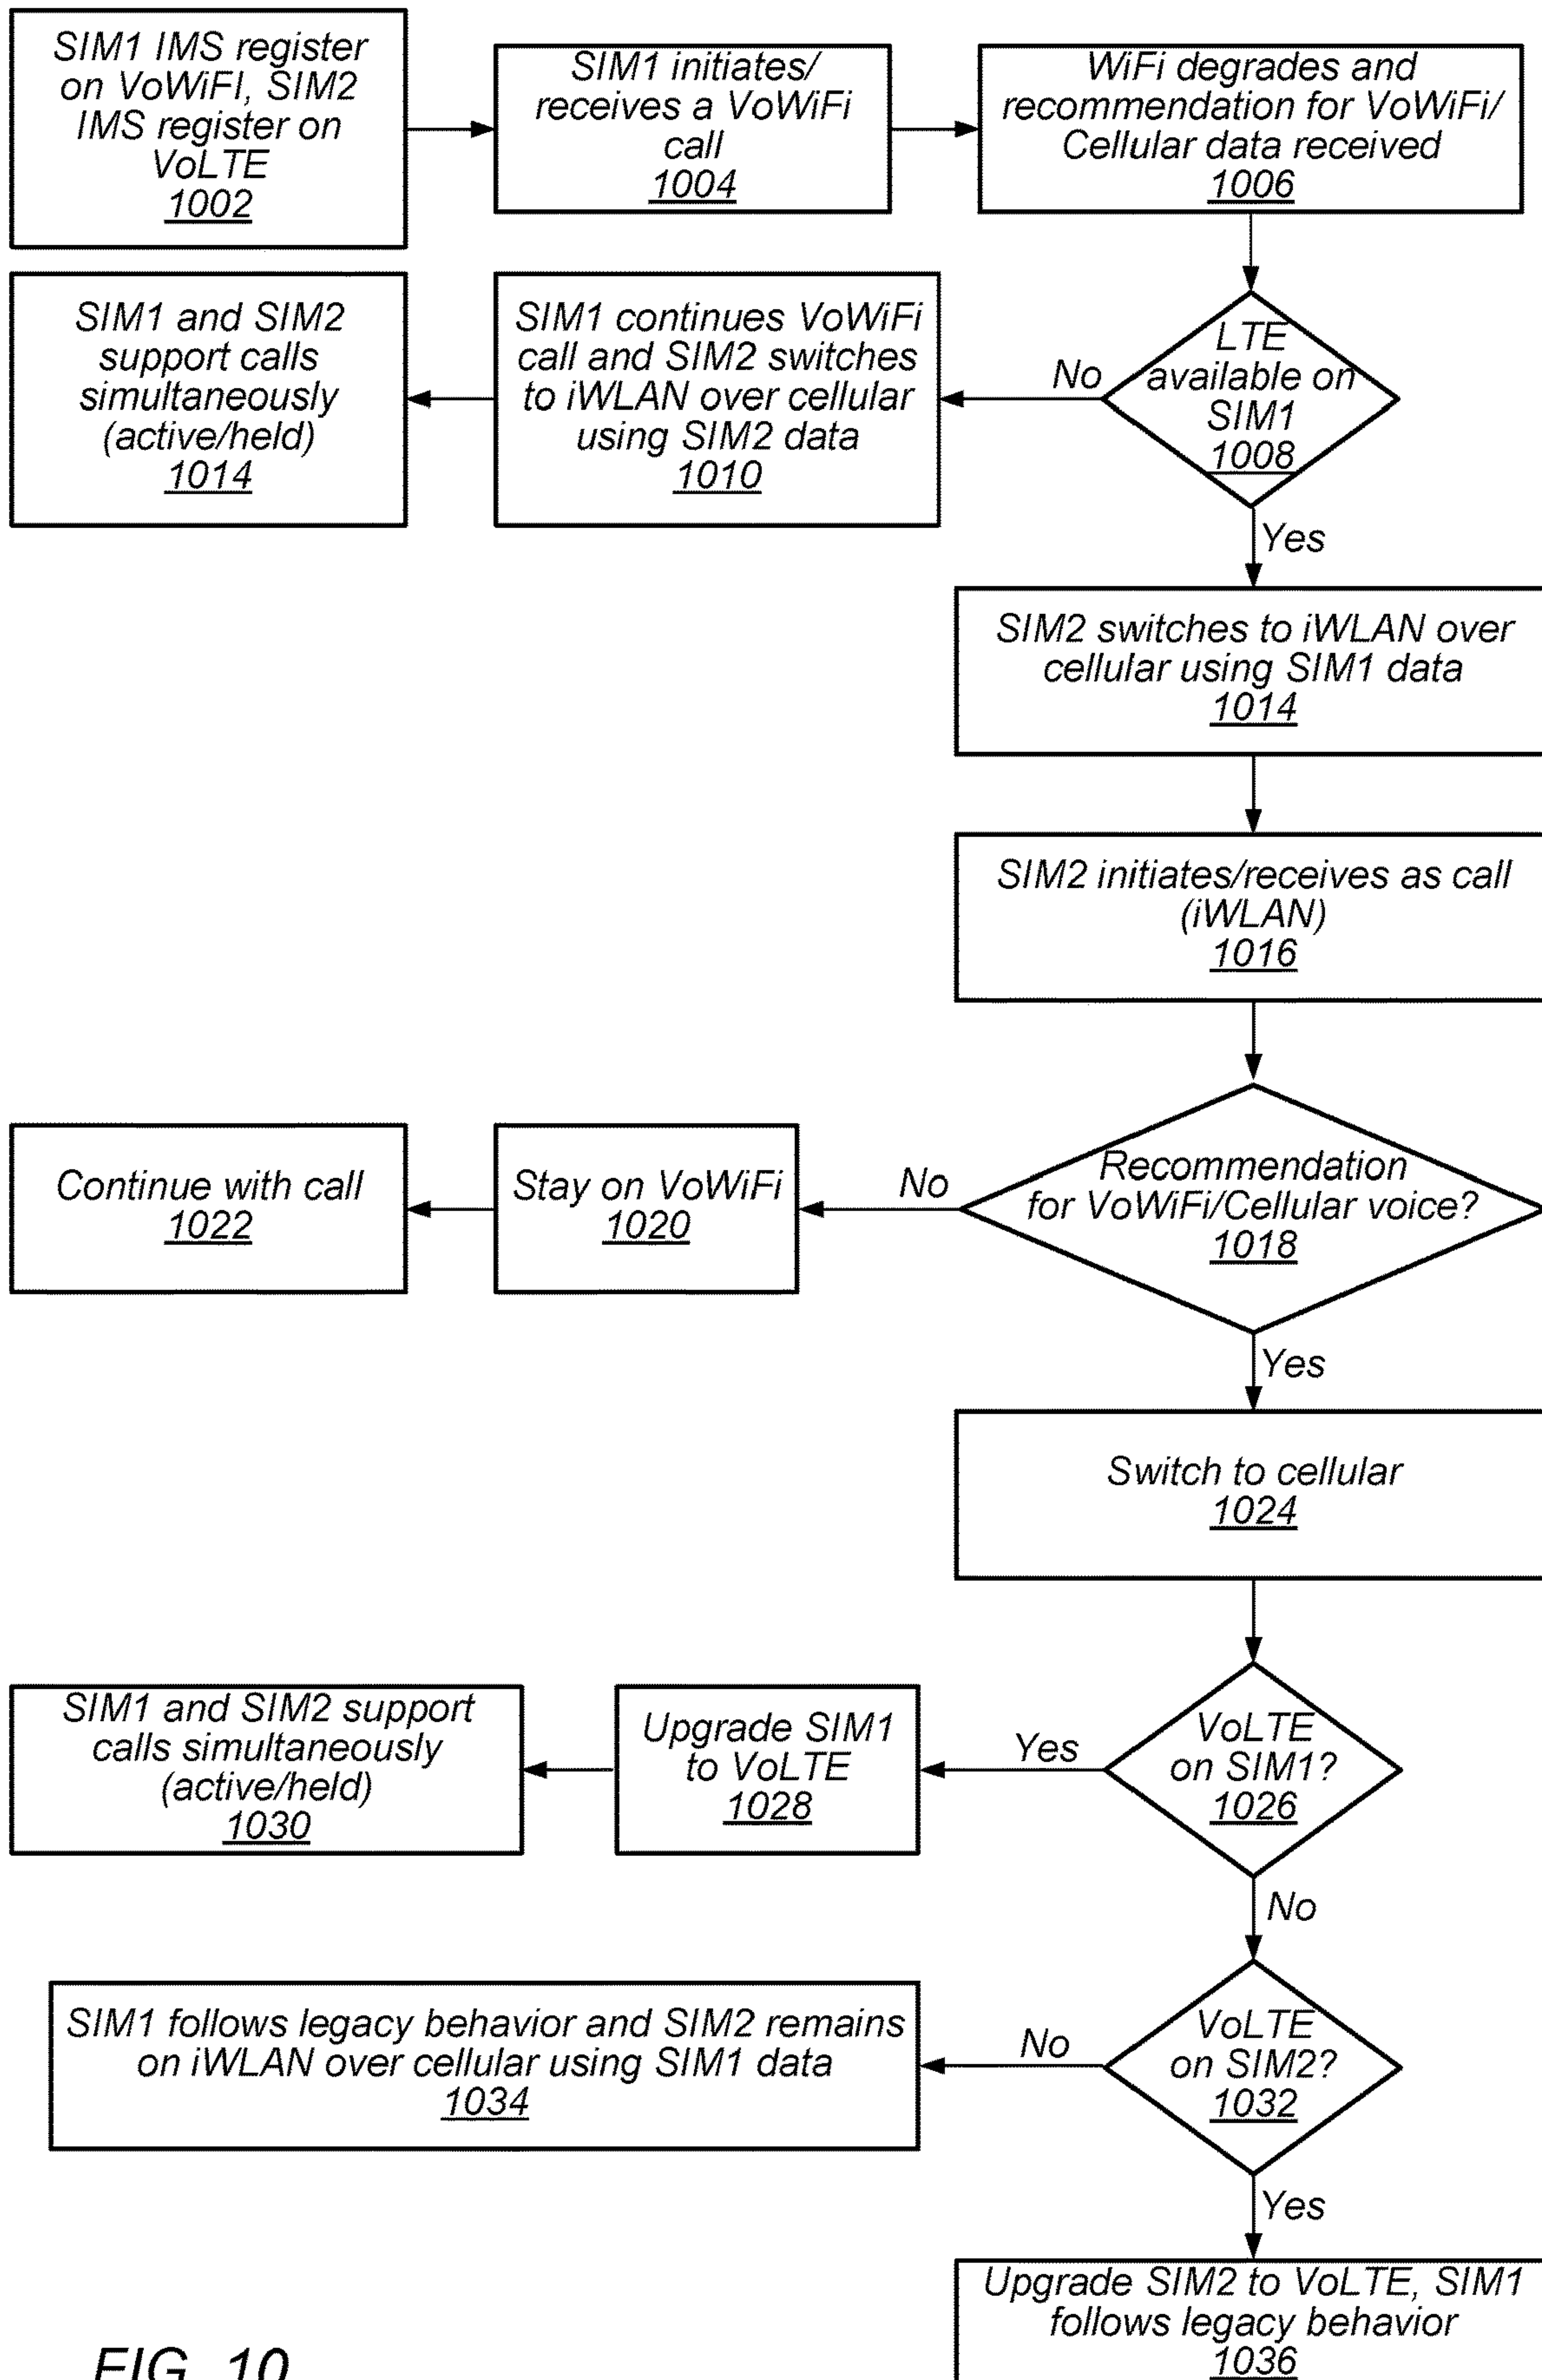 SIM1 IMS register
on VoWiFI, SIM2
IMS register on
VoLTE
1002
SIM1 initiates/
receives a VoWiFi
call
1004
WiFi degrades and
recommendation for VoWiFi/
Cellular data received
1006
LTE
available on
SIM1
1008
No
SIM1 continues VoWiFi
call and SIM2 switches
to iWLAN over cellular
using SIM2 data
1010
SIM1 and SIM2
support calls
simultaneously
(active/held)
1014
Yes
SIM2 switches to iWLAN over
cellular using SIM1 data
1014
SIM2 initiates/receives as call
(iWLAN)
1016
Recommendation
for VoWiFi/Cellular voice?
1018
No
Stay on VoWiFi
1020
Continue with call
1022
Yes
Switch to cellular
1024
VoLTE
on SIM1?
1026
Yes
Upgrade SIM1
to VoLTE
1028
SIM1 and SIM2 support
calls simultaneously
(active/held)
1030
No
VoLTE
on SIM2?
1032
No
SIM1 follows legacy behavior and SIM2 remains
on iWLAN over cellular using SIM1 data
1034
Yes
Upgrade SIM2 to VoLTE, SIM1
follows legacy behavior
1036
FIG. 10